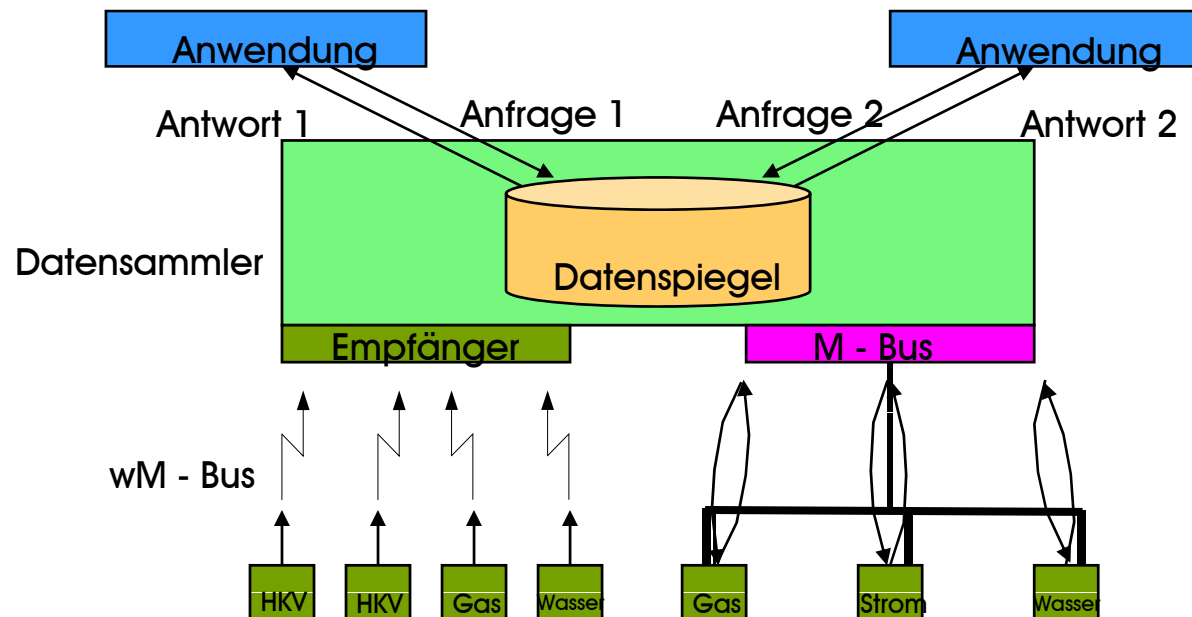 Anwendung
Anwendung
Antwort 1
Anfrage 1
Anfrage 2
Antwort 2
Datensammler
Datenspiegel
Empfänger
M - Bus
wM - Bus
HKV
HKV
Gas
Wasser
Gas
Strom
Wasser